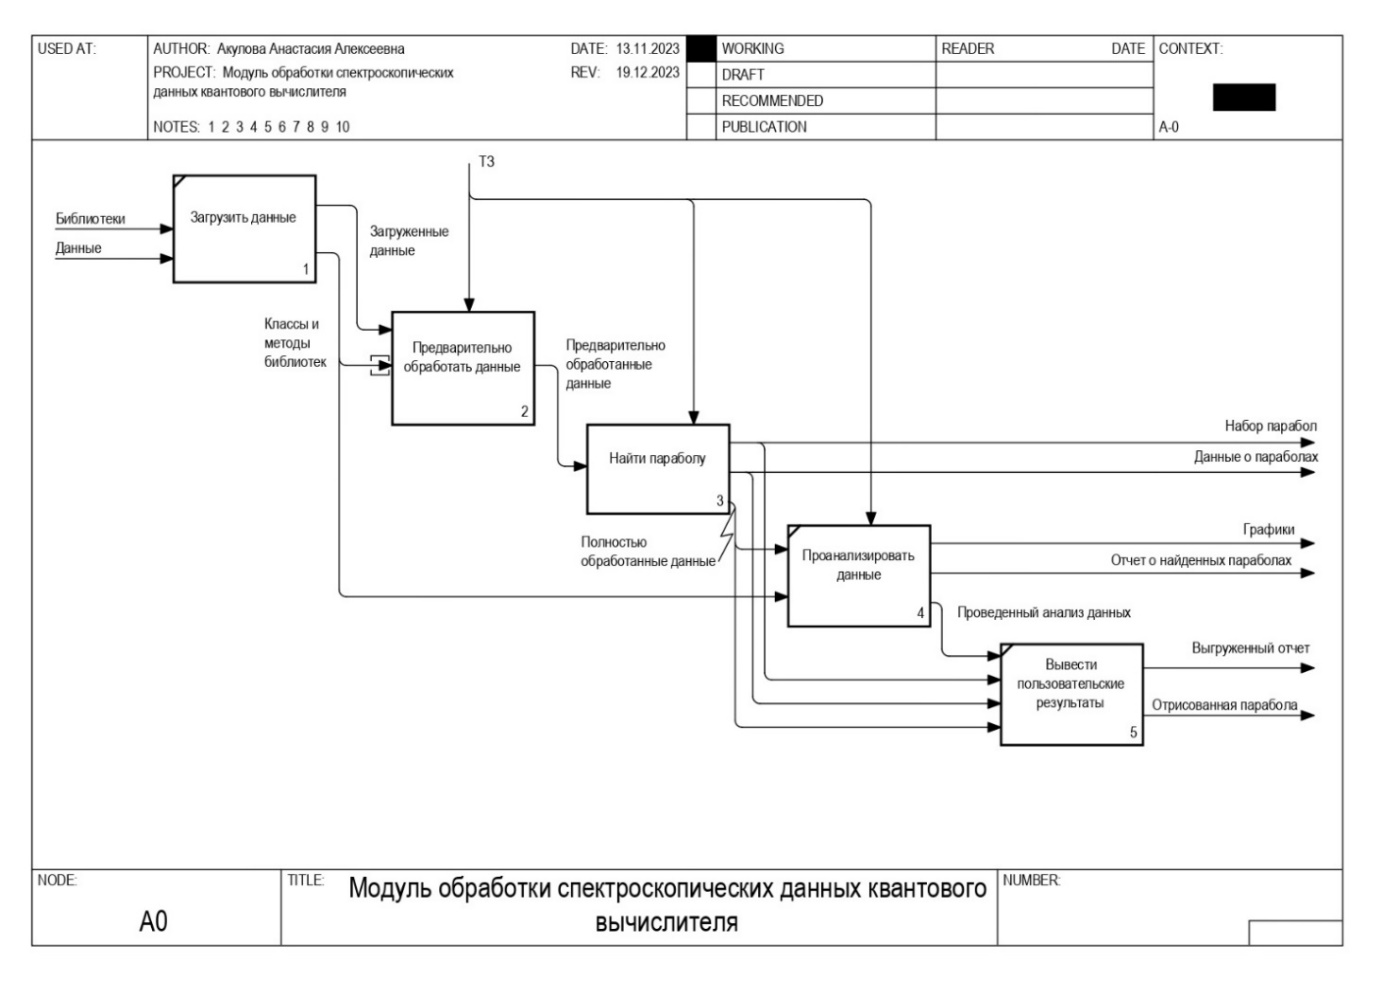 USED AT:
AUTHOR: Акулова Анастасия Алексеевна
DATE: 13.11.2023
PROJECT: Модуль обработки спектроскопических
данных квантового вычислителя
REV: 19.12.2023
NOTES: 1 2 3 4 5 6 7 8 9 10
WORKING
DRAFT
RECOMMENDED
PUBLICATION
READER
DATE
CONTEXT:
A-0
ТЗ
Библиотеки
Данные
Загрузить данные
1
Загруженные
данные
Классы и
методы
библиотек
Предварительно
обработать данные
2
Предварительно
обработанные
данные
Найти параболу
3
Набор парабол
Данные о параболах
Полностью
обработанные данные
Проанализировать
данные
4
Графики
Отчет о найденных параболах
Проведенный анализ данных
Вывести
пользовательские
результаты
5
Выгруженный отчет
Отрисованная парабола
NODE:
A0
TITLE:
Модуль обработки спектроскопических данных квантового
вычислителя
NUMBER: